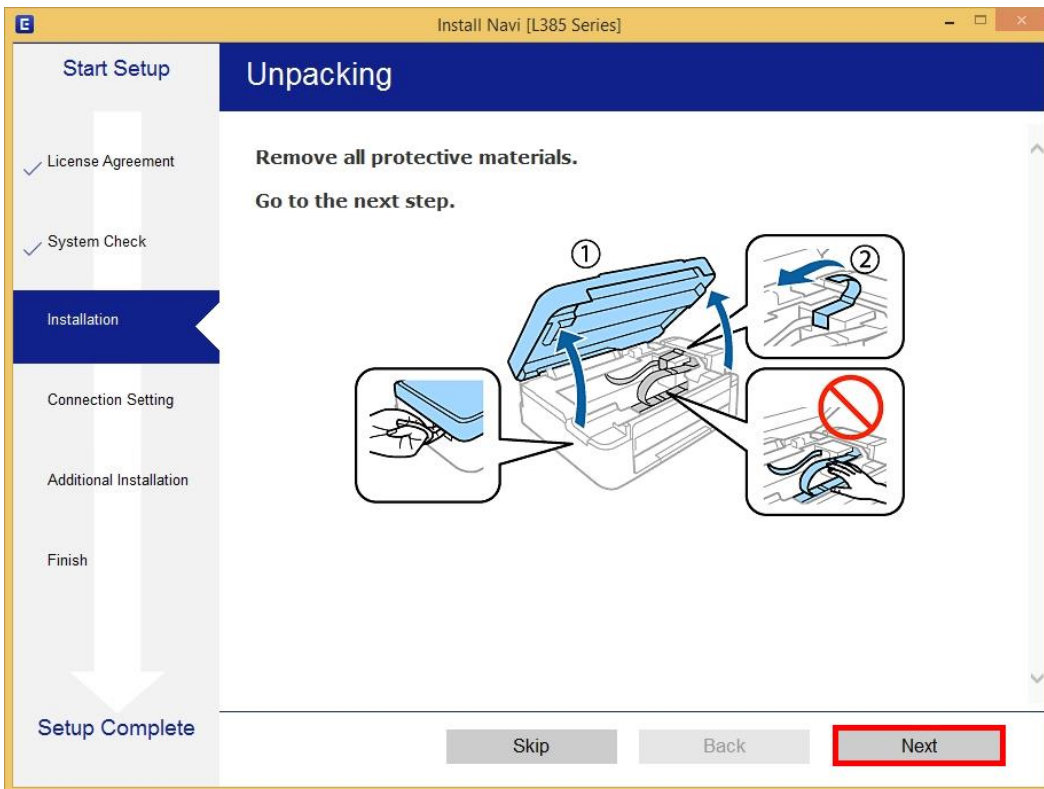 E
Install Navi [L385 Series]
Start Setup
Unpacking
License Agreement
System Check
Installation
Connection Setting
Additional Installation
Finish
Setup Complete
Remove all protective materials.
Go to the next step.
1
2
Skip
Back
Next